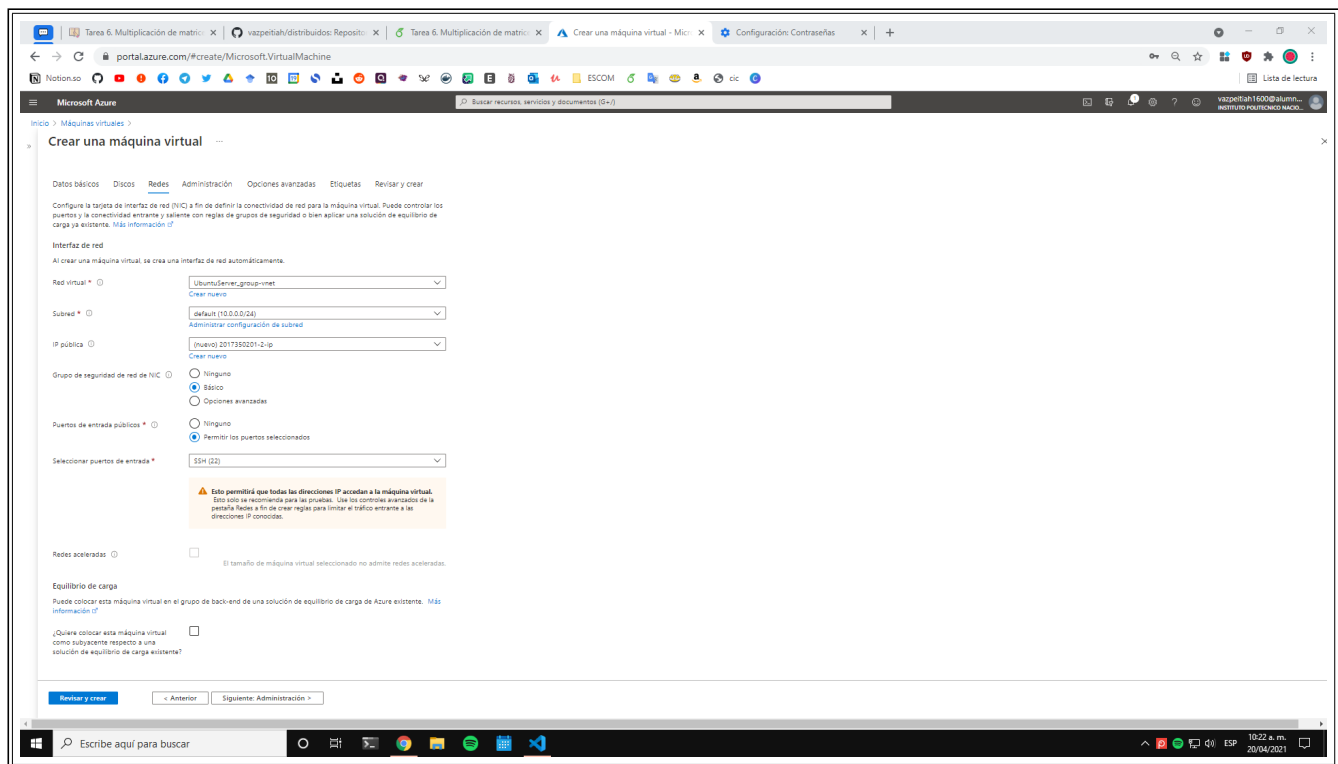 Tarea 6. Multiplicación de matric
vazpeitiah/distribuidos: Reposito
Tarea 6. Multiplicación de matric
Crear una máquina virtual - Micr
Configuración: Contraseñas
portal.azure.com/#create/Microsoft.VirtualMachine
Notion.so
ESCOM
cic
Lista de lectura
Microsoft Azure
Buscar recursos, servicios y documentos (G+/)
vazpeitiah1600@alumn...
INSTITUTO POLITECNICO NACIO...
Inicio > Máquinas virtuales >
Crear una máquina virtual ...
Datos básicos Discos Redes Administración Opciones avanzadas Etiquetas Revisar y crear
Configure la tarjeta de interfaz de red (NIC) a fin de definir la conectividad de red para la máquina virtual. Puede controlar los
puertos y la conectividad entrante y saliente con reglas de grupos de seguridad o bien aplicar una solución de equilibrio de
carga ya existente. Más información
Interfaz de red
Al crear una máquina virtual, se crea una interfaz de red automáticamente.
Red virtual *
UbuntuServer_group-vnet
Crear nuevo
Subred *
default (10.0.0.0/24)
Administrar configuración de subred
IP pública
(nuevo) 2017350201-2-ip
Crear nuevo
Grupo de seguridad de red de NIC
Ninguno
Básico
Opciones avanzadas
Puertos de entrada públicos *
Ninguno
Permitir los puertos seleccionados
Seleccionar puertos de entrada *
SSH (22)
Esto permitirá que todas las direcciones IP accedan a la máquina virtual.
Esto solo se recomienda para las pruebas. Use los controles avanzados de la
pestaña Redes a fin de crear reglas para limitar el tráfico entrante a las
direcciones IP conocidas.
Redes aceleradas
El tamaño de máquina virtual seleccionado no admite redes aceleradas.
Equilibrio de carga
Puede colocar esta máquina virtual en el grupo de back-end de una solución de equilibrio de carga de Azure existente. Más
información
¿Quiere colocar esta máquina virtual
como subyacente respecto a una
solución de equilibrio de carga existente?
Revisar y crear
< Anterior
Siguiente: Administración >
Escribe aquí para buscar
ESP
10:22 a. m.
20/04/2021